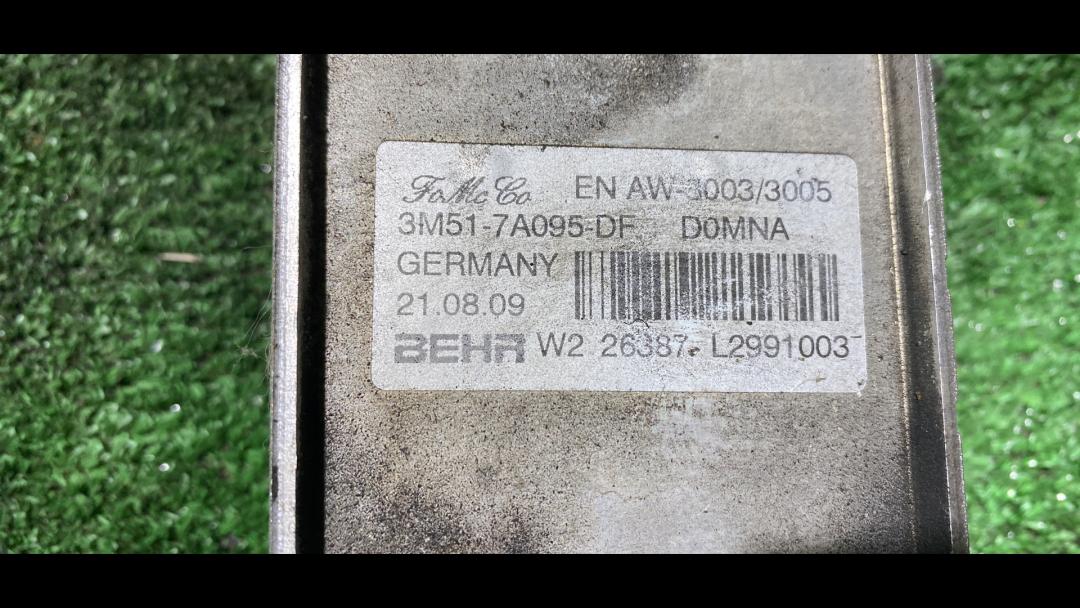 FoMoCo EN AW-3003/3005
3M51-7A095-DF D0MNA
GERMANY
21.08.09
BEHR W2 26387- L2991003